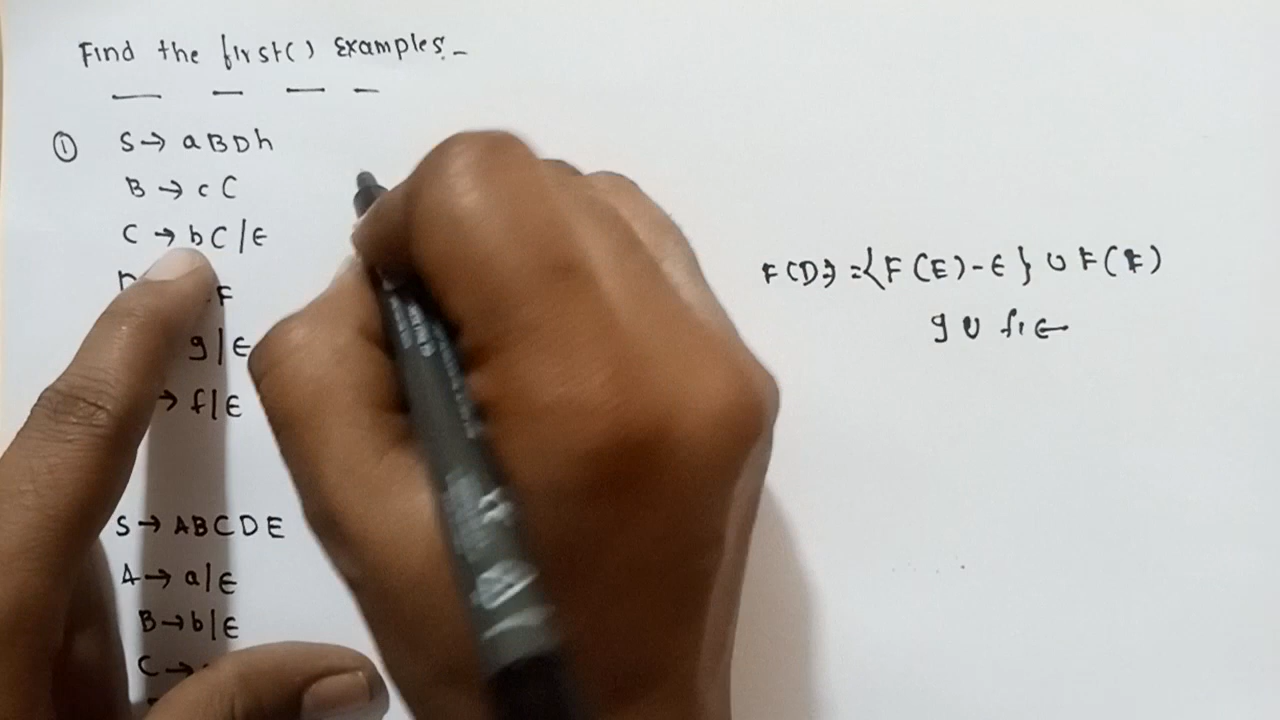 Find the first() Examples.
① S → aBDh
B → cC
C → bC/ϵ
F
g/ϵ
→ f/ϵ
S → ABCDE
A → a/ϵ
B → b/ϵ
C →
F(D) = {F(E)-ϵ} ∪ F(F)
g ∪ f, ϵ